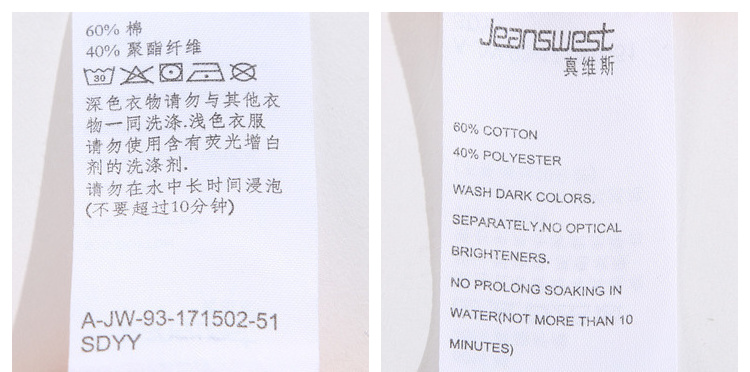 60% 棉
40% 聚酯纤维
30
深色衣物请勿与其他衣
物一同洗涤.浅色衣服
请勿使用含有荧光增白
剂的洗涤剂.
请勿在水中长时间浸泡
(不要超过10分钟)
A-JW-93-171502-51
SDYY
Jeanswest
真维斯
60% COTTON
40% POLYESTER
WASH DARK COLORS.
SEPARATELY.NO OPTICAL
BRIGHTENERS.
NO PROLONG SOAKING IN
WATER(NOT MORE THAN 10
MINUTES)